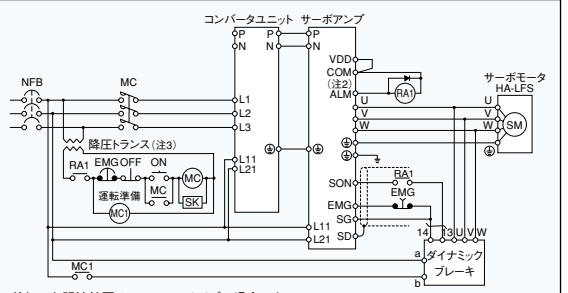 コンバータユニット サーボアンプ
P P P
N N N
VDD
COM
(注2)
ALM
RA1
サーボモータ
HA-LFS
NFB
MC
L1
L2
L3
U U
V V
W W
SM
降圧トランス(注3)
RA1 EMG OFF ON
MC
MC
SK
運転準備
MC1
L11
L21
SON
RA1
EMG
EMG
SG
SD
L11
L21
14 13 U V W
a
b
ダイナミック
ブレーキ
MC1